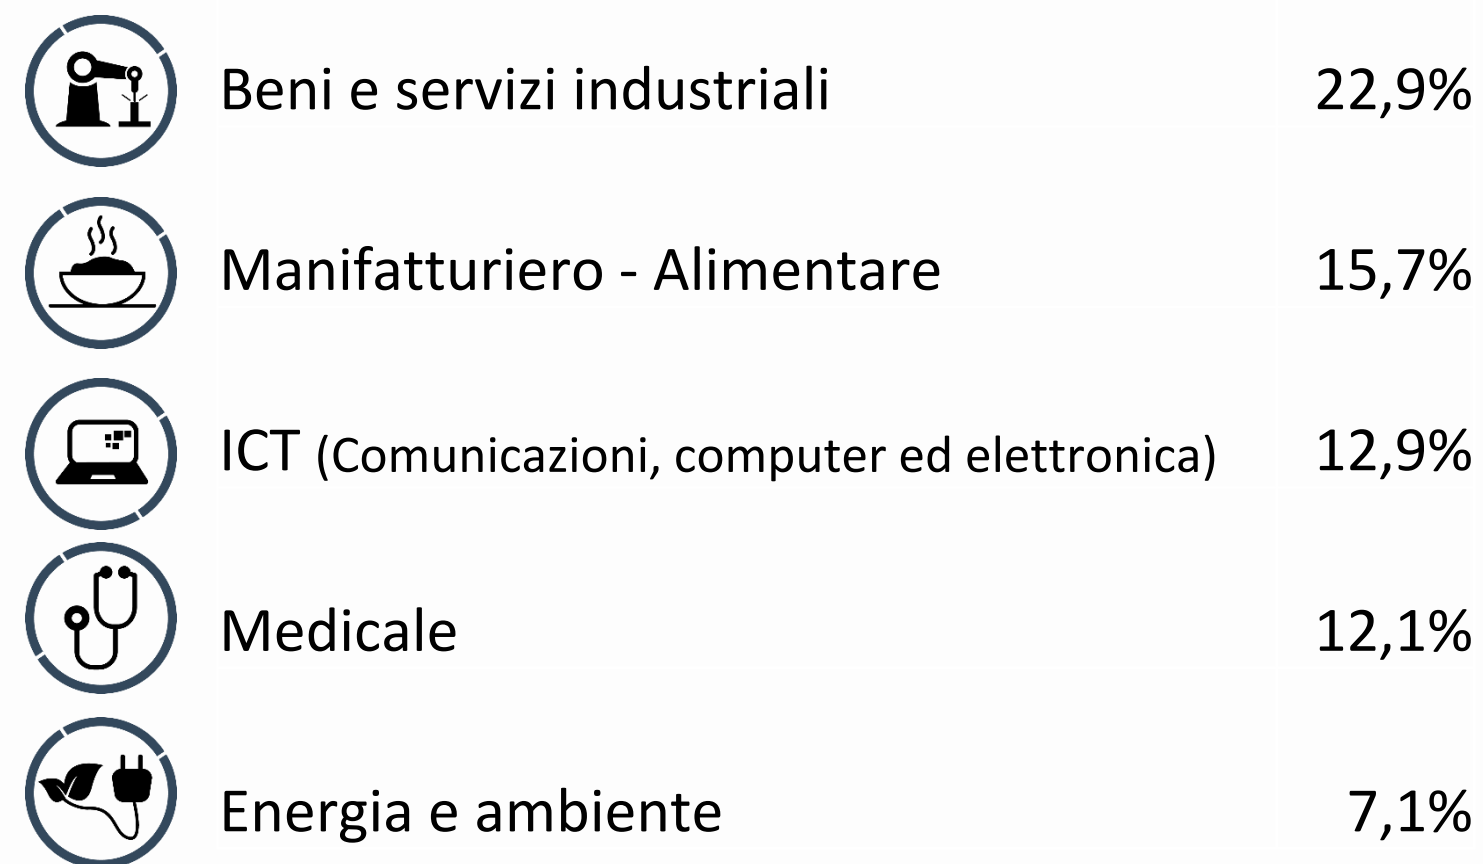 Beni e servizi industriali 22,9%
Manifatturiero - Alimentare 15,7%
ICT (Comunicazioni, computer ed elettronica) 12,9%
Medicale 12,1%
Energia e ambiente 7,1%